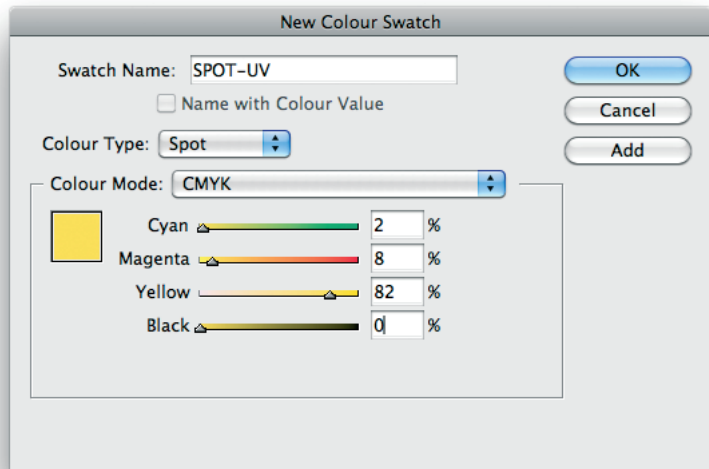 New Colour Swatch
Swatch Name: SPOT-UV
OK
Name with Colour Value
Cancel
Colour Type: Spot
Add
Colour Mode: CMYK
Cyan 2 %
Magenta 8 %
Yellow 82 %
Black 0 %